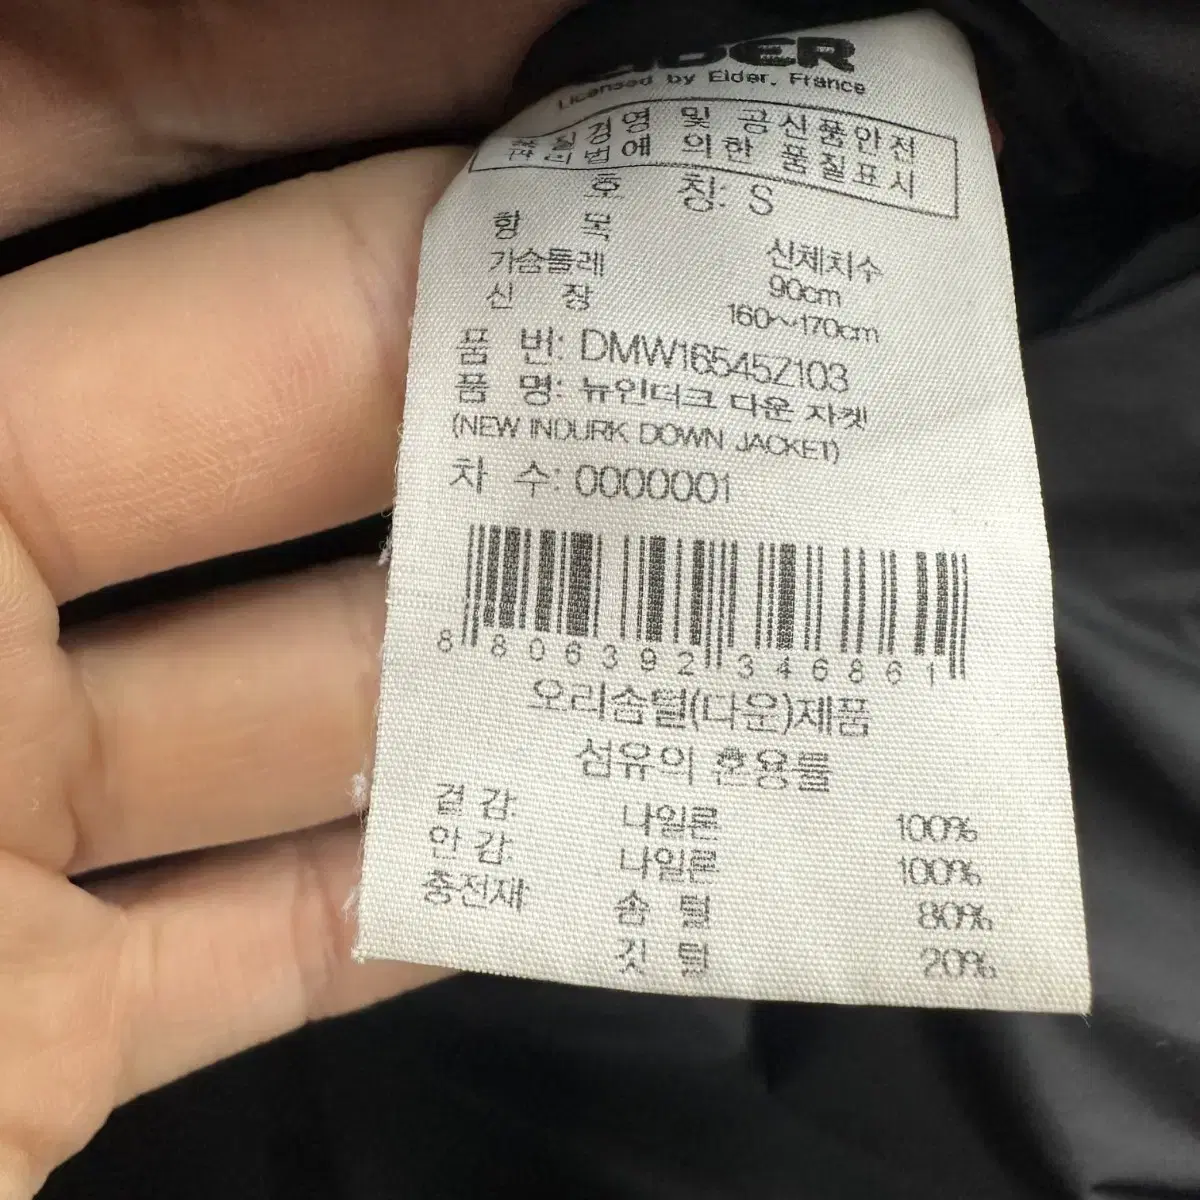 EIDER
Licensed by Eider, France
품질경영 및 공산품안전
관리법에 의한 품질표시
호 칭: S
항 목 신체치수
가슴둘레 90cm
신 장 160~170cm
품 번: DMW16545Z103
품 명: 뉴인더크 다운 자켓
(NEW INDURK DOWN JACKET)
차 수: 0000001
8 806392 346861
오리솜털(다운)제품
섬유의 혼용률
겉 감: 나일론 100%
안 감: 나일론 100%
충전재 솜 털 80%
깃 털 20%